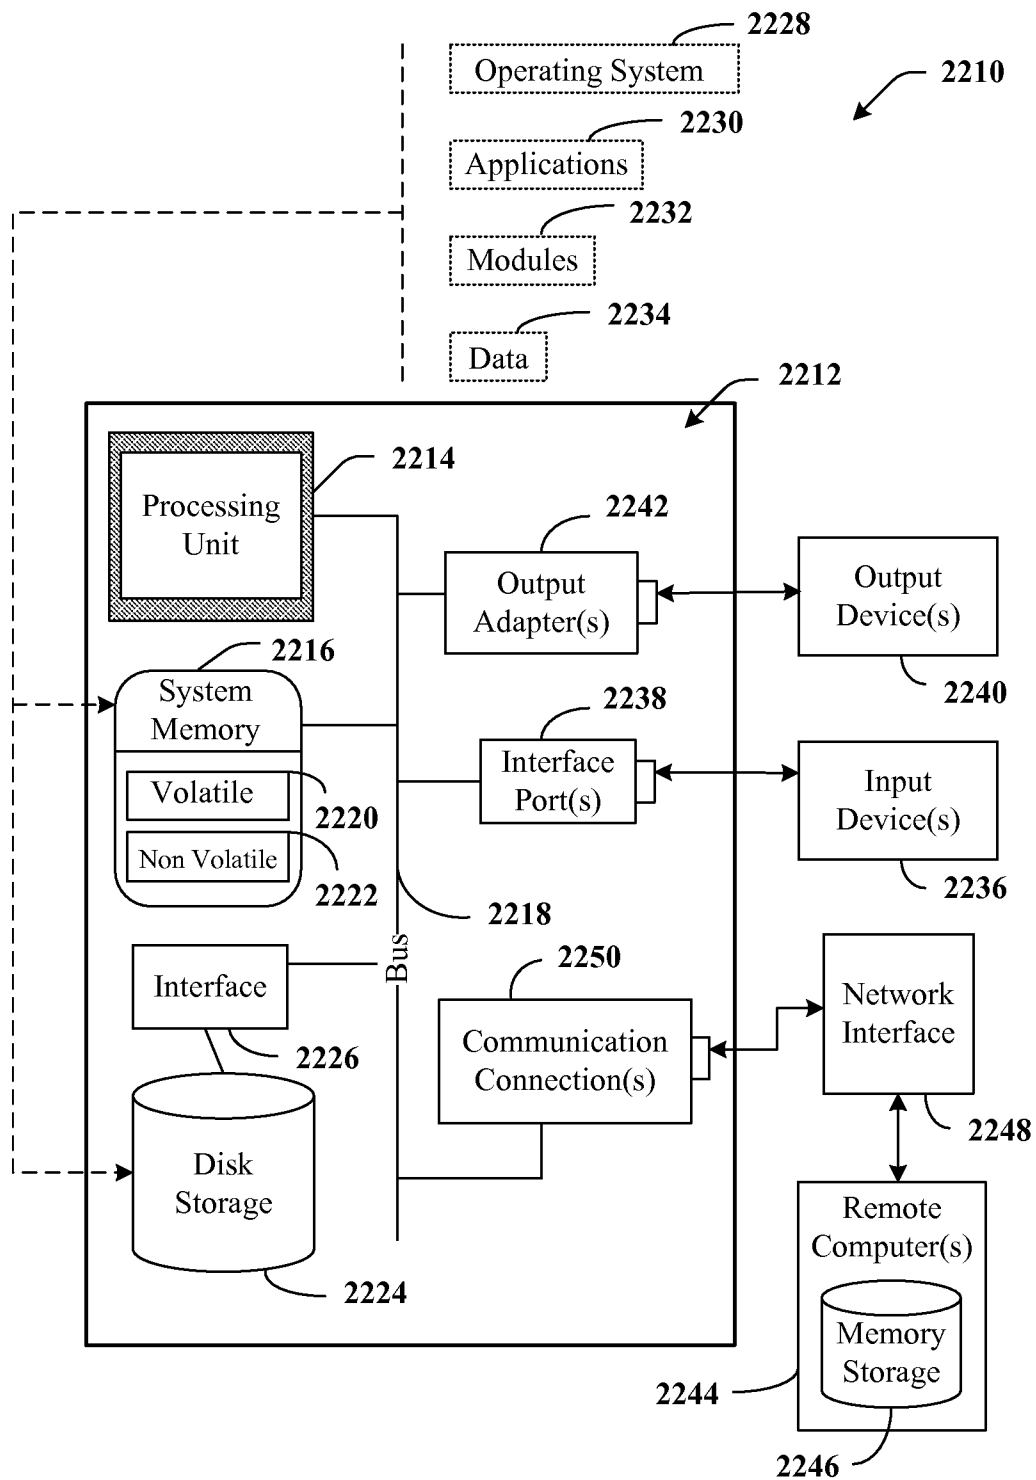 2228
Operating System
2210
2230
Applications
2232
Modules
2234
Data
2212
2214
Processing
Unit
2242
Output
Adapter(s)
Output
Device(s)
2240
2216
System
Memory
2238
Interface
Port(s)
Input
Device(s)
2236
Volatile
2220
Non Volatile
2222
2218
Bus
2250
Interface
2226
Communication
Connection(s)
Network
Interface
2248
Disk
Storage
2224
Remote
Computer(s)
Memory
Storage
2244
2246